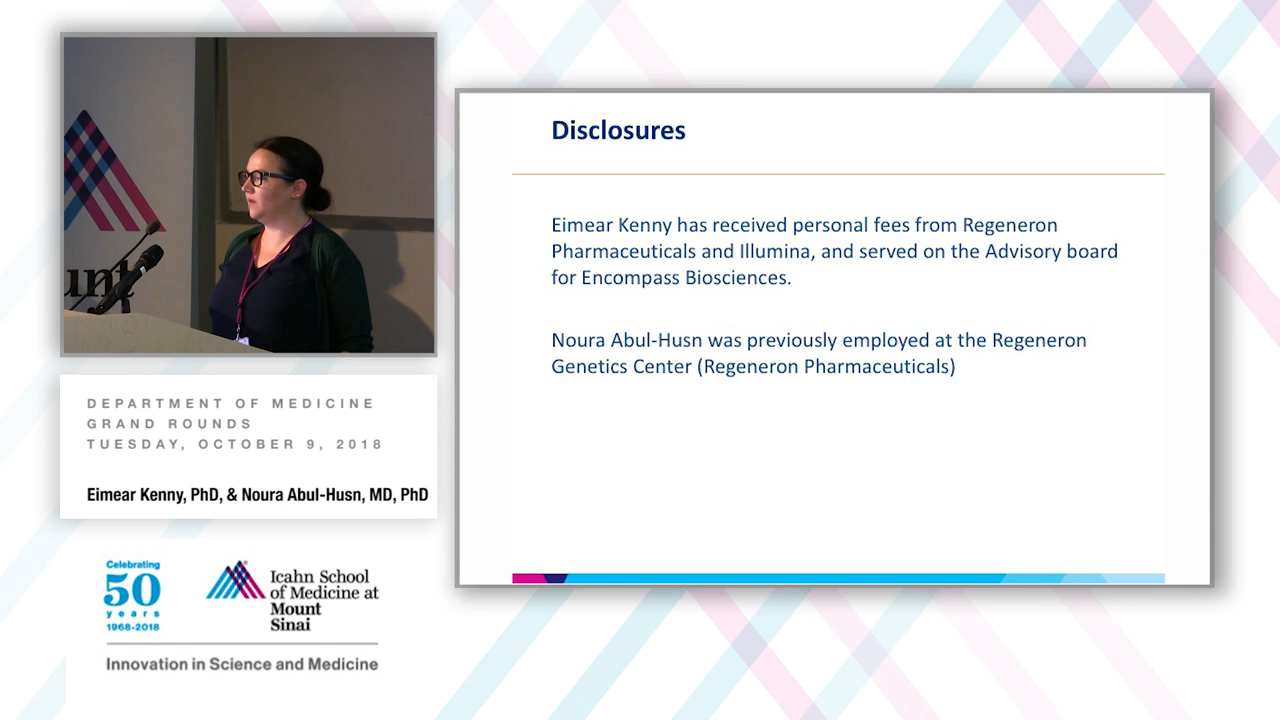 unt
DEPARTMENT OF MEDICINE
GRAND ROUNDS
TUESDAY, OCTOBER 9, 2018
Eimear Kenny, PhD, & Noura Abul-Husn, MD, PhD
Celebrating
50
years
1968-2018
Icahn School
of Medicine at
Mount
Sinai
Innovation in Science and Medicine
Disclosures
Eimear Kenny has received personal fees from Regeneron
Pharmaceuticals and Illumina, and served on the Advisory board
for Encompass Biosciences.
Noura Abul-Husn was previously employed at the Regeneron
Genetics Center (Regeneron Pharmaceuticals)